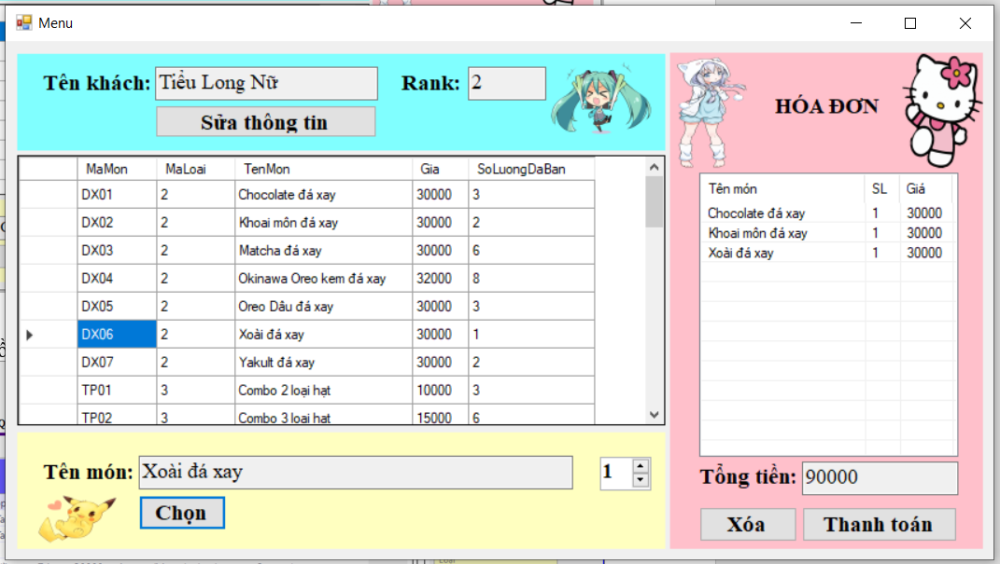 Menu
Tên khách: Tiểu Long Nữ Rank: 2
Sửa thông tin
MaMon MaLoai TenMon Gia SoLuongDaBan
DX01 2 Chocolate đá xay 30000 3
DX02 2 Khoai môn đá xay 30000 2
DX03 2 Matcha đá xay 30000 6
DX04 2 Okinawa Oreo kem đá xay 32000 8
DX05 2 Oreo Dâu đá xay 30000 3
DX06 2 Xoài đá xay 30000 1
DX07 2 Yakult đá xay 30000 2
TP01 3 Combo 2 loại hạt 10000 3
TP02 3 Combo 3 loại hạt 15000 6
Tên món: Xoài đá xay 1
Chọn
HÓA ĐƠN
Tên món SL Giá
Chocolate đá xay 1 30000
Khoai môn đá xay 1 30000
Xoài đá xay 1 30000
Tổng tiền: 90000
Xóa Thanh toán